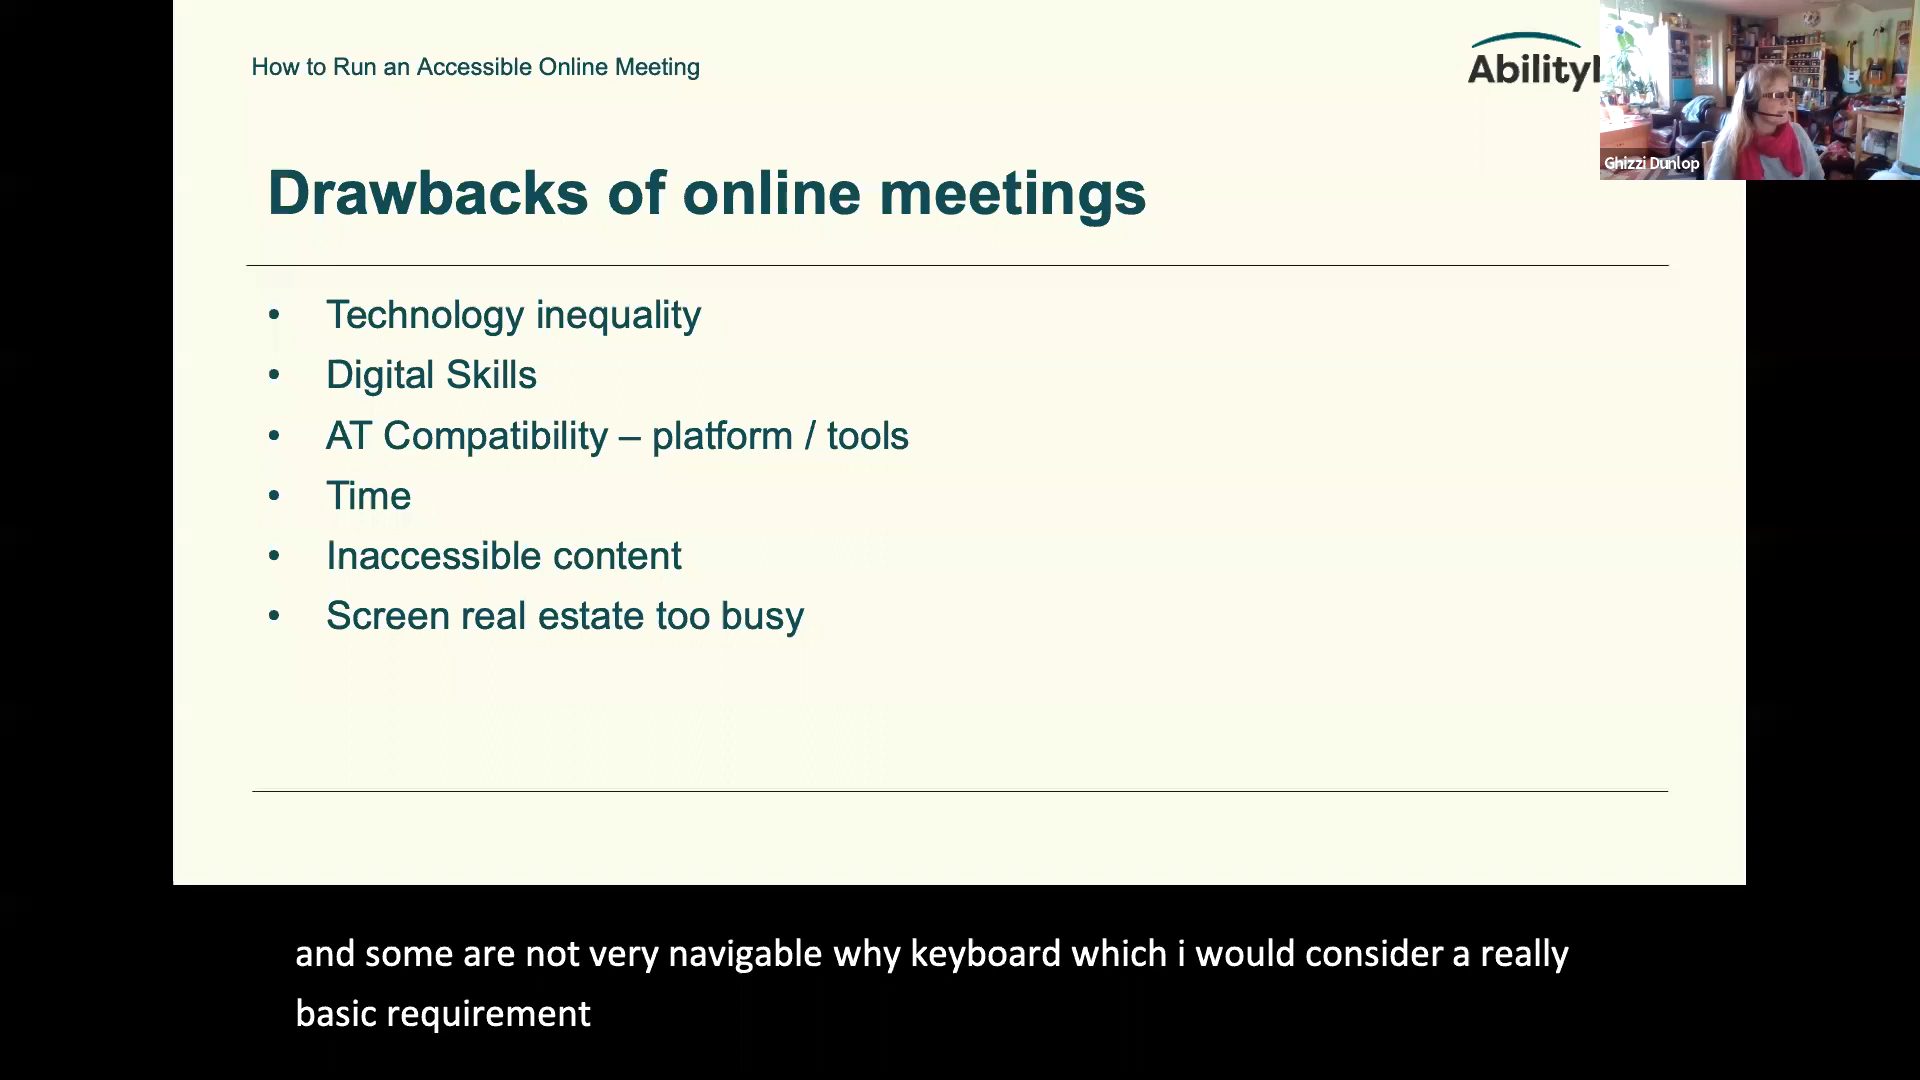 How to Run an Accessible Online Meeting
Ability
Ghizzi Dunlop
Drawbacks of online meetings
• Technology inequality
• Digital Skills
• AT Compatibility – platform / tools
• Time
• Inaccessible content
• Screen real estate too busy
and some are not very navigable why keyboard which i would consider a really
basic requirement